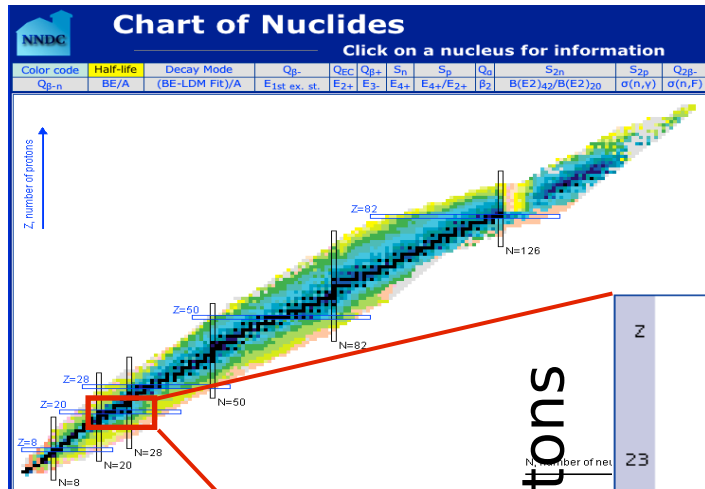 NNDC
Chart of Nuclides
Click on a nucleus for information
Color code Half-life Decay Mode Qβ- QEC Qβ+ Sn Sp Qα S2n S2p Q2β-
Qβ-n BE/A (BE-LDM Fit)/A E1st ex. st. E2+ E3- E4+ E4+/E2+ β2 B(E2)42/B(E2)20 σ(n,γ) σ(n,F)
Z, number of protons
Z=82
N=126
Z=50
N=82
Z=28
N=50
Z=20
N=28
Z=8
N=20
N=8
Z
tons
N, number of neu
23